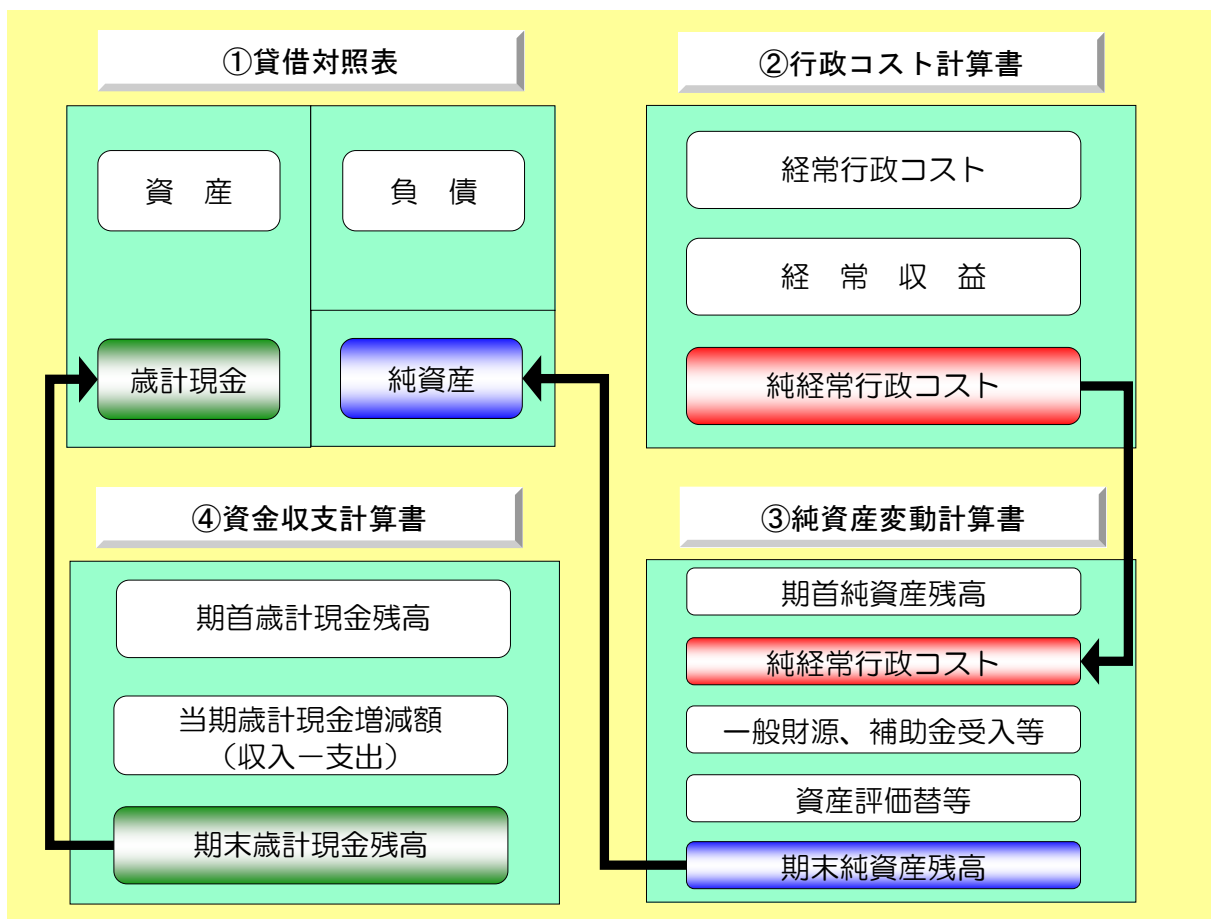 ①貸借対照表
資　産
負　債
歳計現金
純資産
②行政コスト計算書
経常行政コスト
経　常　収　益
純経常行政コスト
④資金収支計算書
期首歳計現金残高
当期歳計現金増減額
（収入－支出）
期末歳計現金残高
③純資産変動計算書
期首純資産残高
純経常行政コスト
一般財源、補助金受入等
資産評価替等
期末純資産残高